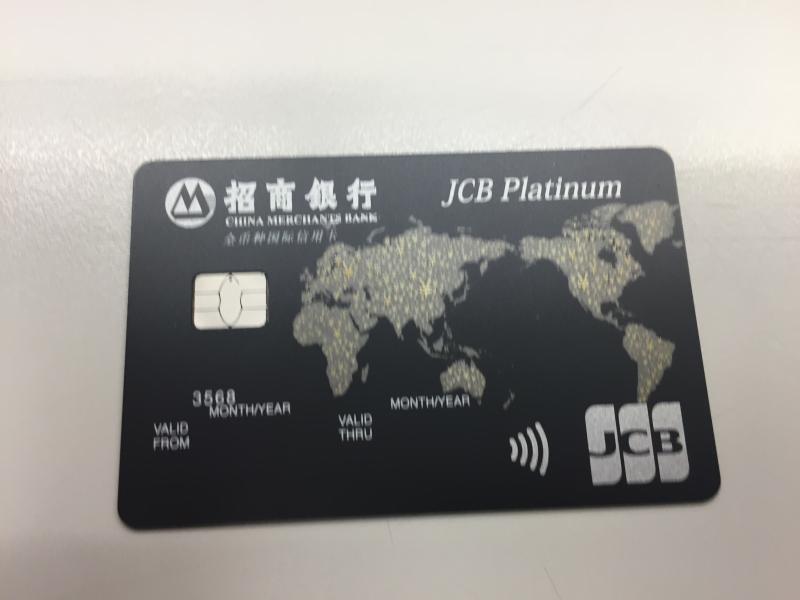 招商银行
CHINA MERCHANTS BANK
全币种国际信用卡
JCB Platinum
3568
MONTH/YEAR
VALID
FROM
MONTH/YEAR
VALID
THRU
JCB